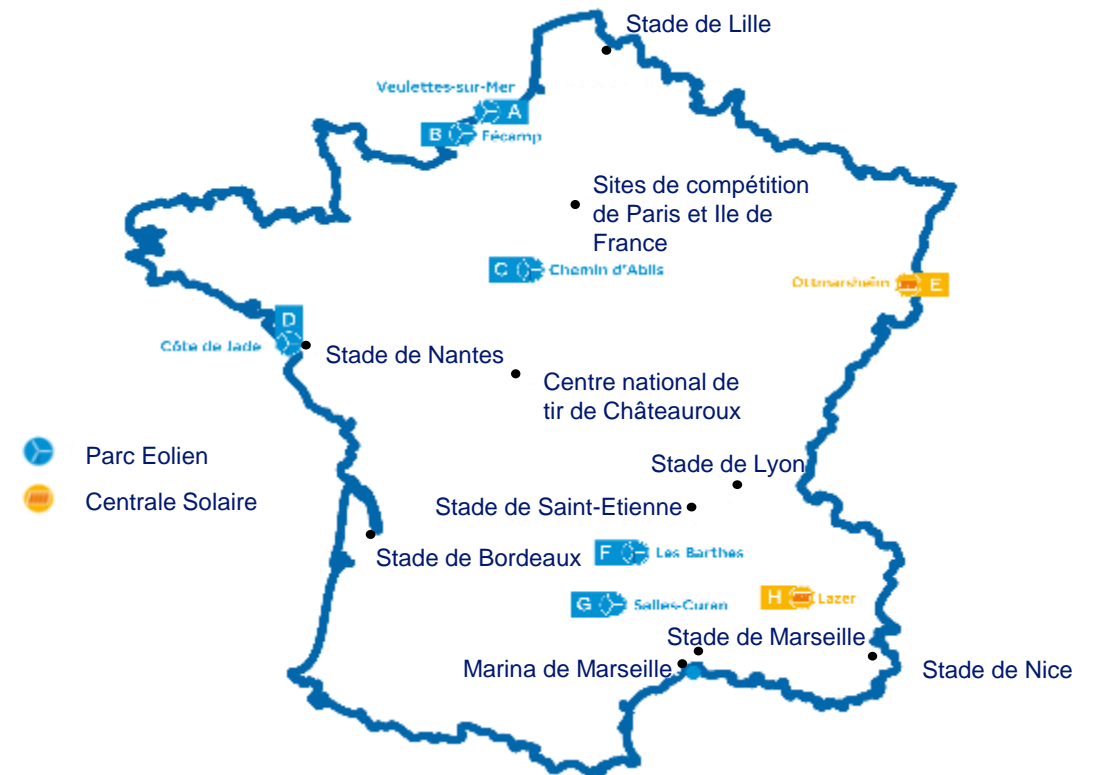 Stade de Lille
Veulettes-sur-Mer
A
B
Fécamp
Sites de compétition
de Paris et Ile de
France
C
Chemin d'Ablis
Ottmarsheim
E
D
Côte de Jade
Stade de Nantes
Centre national de
tir de Châteauroux
Parc Eolien
Centrale Solaire
Stade de Lyon
Stade de Saint-Etienne
Stade de Bordeaux
F
Les Barthes
G
Salles-Curan
H
Lazer
Stade de Marseille
Marina de Marseille
Stade de Nice